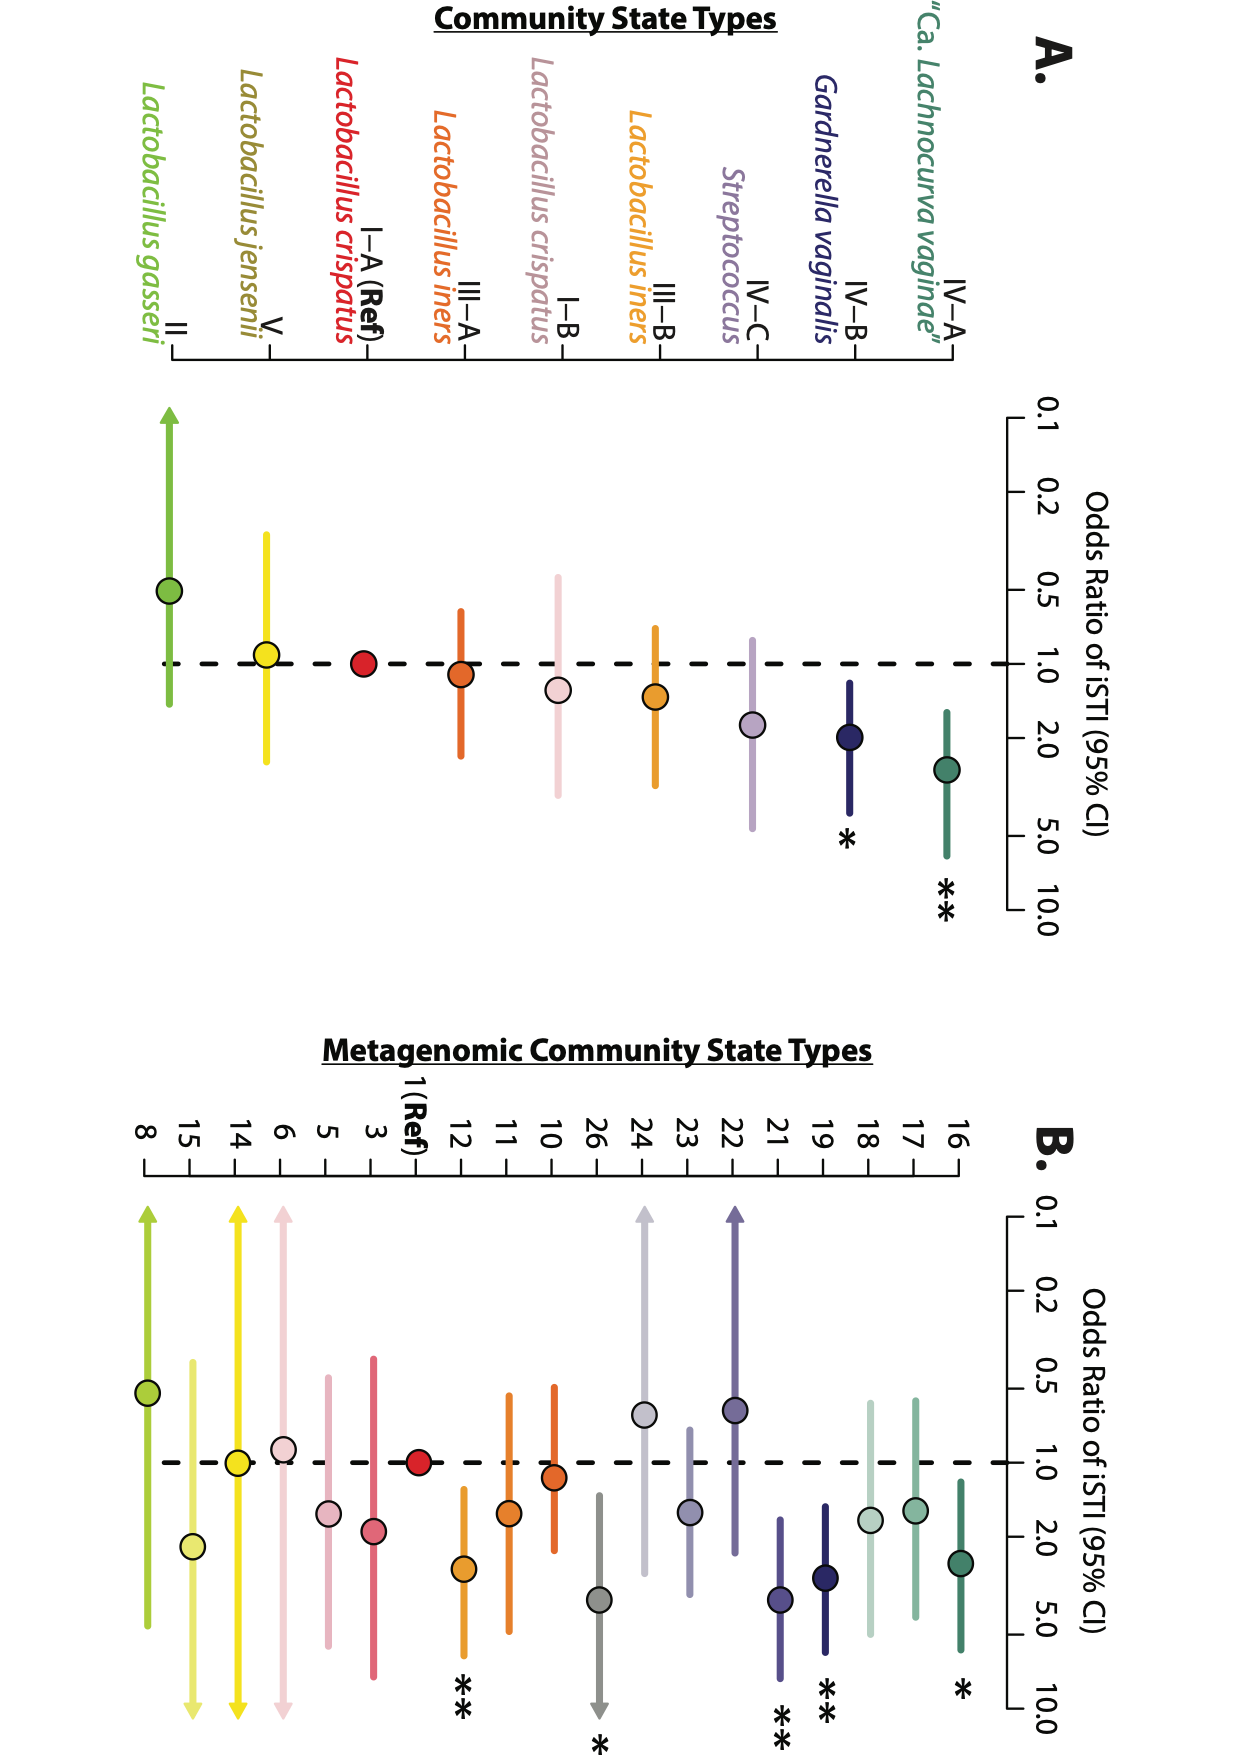 A.
Community State Types
IV–A
"Ca. Lachnocurva vaginae"
IV–B
Gardnerella vaginalis
IV–C
Streptococcus
III–B
Lactobacillus iners
I–B
Lactobacillus crispatus
III–A
Lactobacillus iners
I–A (Ref)
Lactobacillus crispatus
V
Lactobacillus jensenii
II
Lactobacillus gasseri
Odds Ratio of iSTI (95% CI)
0.1 0.2 0.5 1.0 2.0 5.0 10.0
**
*
B.
Metagenomic Community State Types
16
17
18
19
21
22
23
24
26
10
11
12
1 (Ref)
3
5
6
14
15
8
Odds Ratio of iSTI (95% CI)
0.1 0.2 0.5 1.0 2.0 5.0 10.0
*
**
**
*
**